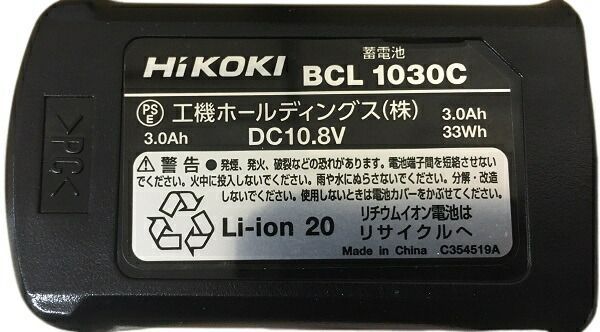 HiKOKI 蓄電池 BCL 1030C
PSE 工機ホールディングス(株) 3.0Ah
3.0Ah DC10.8V 33Wh
>PC<
⚠警告 ●発煙、発火、破裂などの恐れがあります。電池端子間を短絡させない
でください。火中に投入しないでください。雨や水にぬらさないでください。分解・改造
しないでください。使用しないときは電池カバーをかぶせてください。
Li-ion 20 リチウムイオン電池は
リサイクルへ
Made in China C354519A